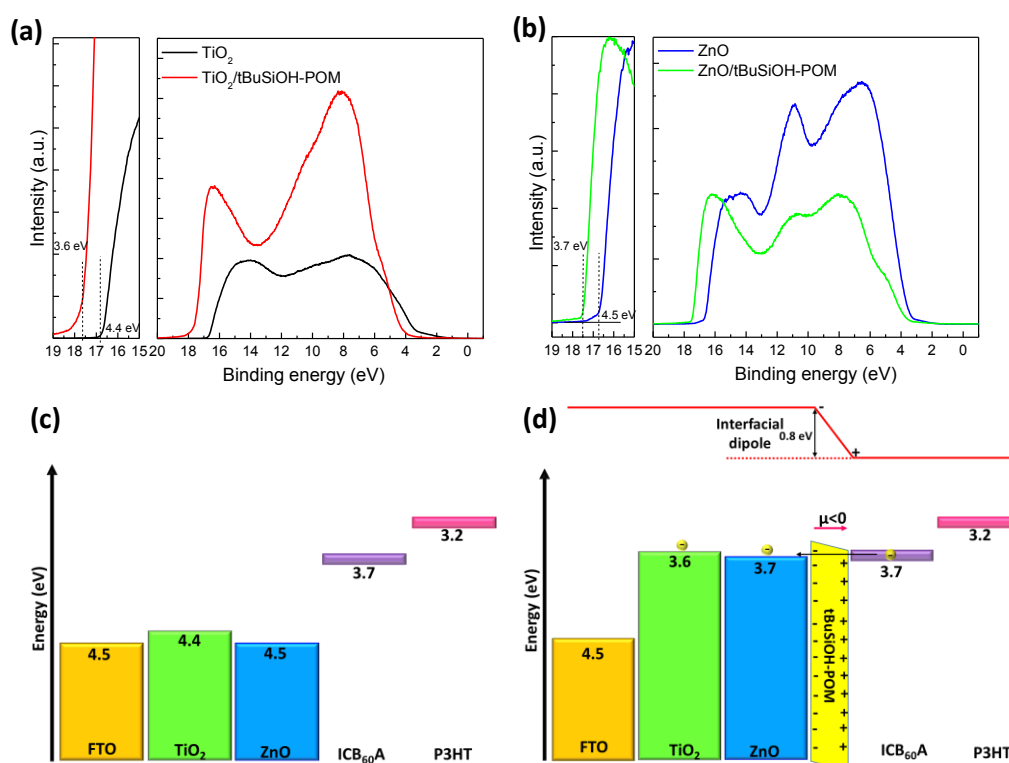 (a)
Intensity (a.u.)
TiO2
TiO2/tBuSiOH-POM
3.6 eV
4.4 eV
19 18 17 16 15
20 18 16 14 12 10 8 6 4 2 0
Binding energy (eV)
(b)
Intensity (a.u.)
ZnO
ZnO/tBuSiOH-POM
3.7 eV
4.5 eV
19 18 17 16 15
20 18 16 14 12 10 8 6 4 2 0
Binding energy (eV)
(c)
Energy (eV)
4.5
4.4
4.5
3.7
3.2
FTO
TiO2
ZnO
ICB60A
P3HT
(d)
Interfacial
dipole
0.8 eV
-
+
μ<0
Energy (eV)
4.5
3.6
3.7
tBuSiOH-POM
3.7
3.2
FTO
TiO2
ZnO
ICB60A
P3HT